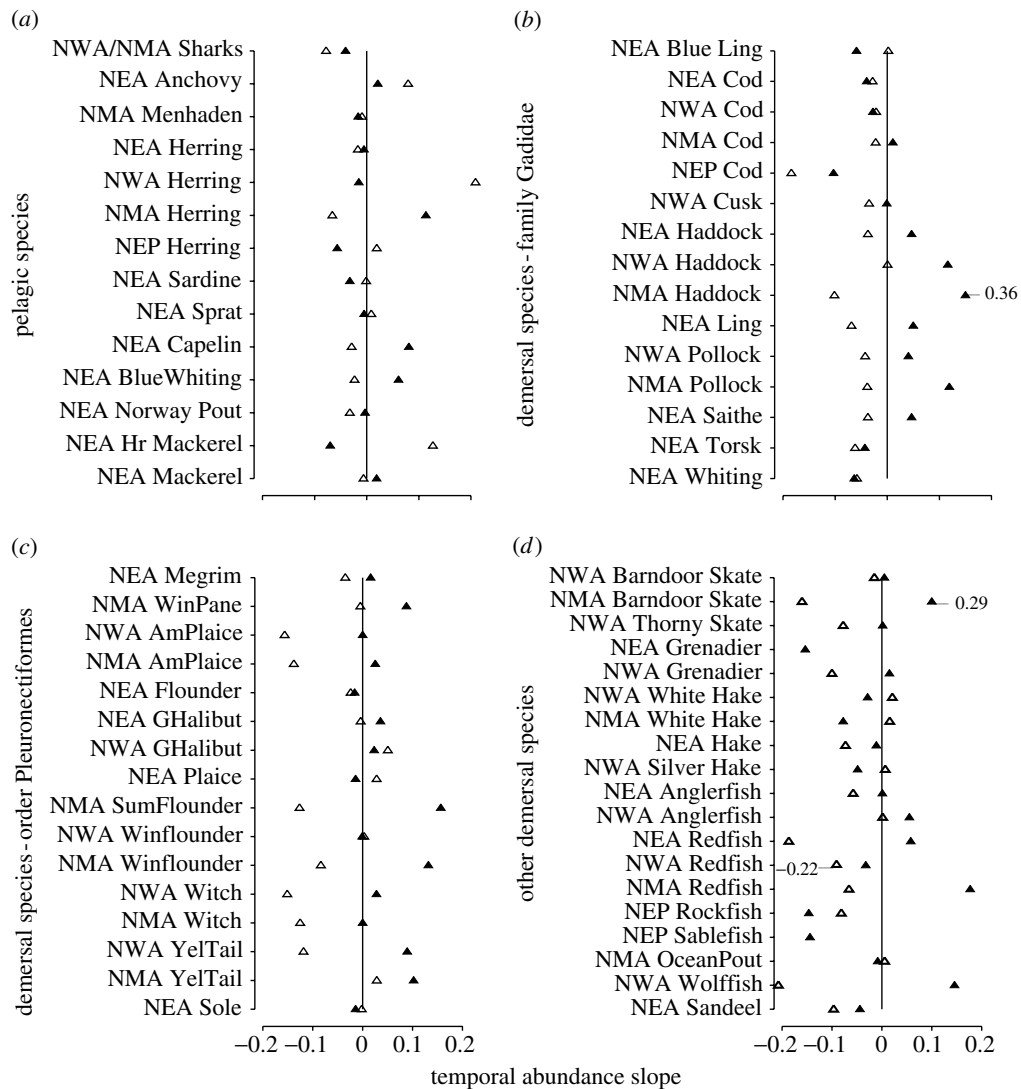 (a)
pelagic species
NWA/NMA Sharks
NEA Anchovy
NMA Menhaden
NEA Herring
NWA Herring
NMA Herring
NEP Herring
NEA Sardine
NEA Sprat
NEA Capelin
NEA BlueWhiting
NEA Norway Pout
NEA Hr Mackerel
NEA Mackerel
(b)
demersal species-family Gadidae
NEA Blue Ling
NEA Cod
NWA Cod
NMA Cod
NEP Cod
NWA Cusk
NEA Haddock
NWA Haddock
NMA Haddock
0.36
NEA Ling
NWA Pollock
NMA Pollock
NEA Saithe
NEA Torsk
NEA Whiting
(c)
demersal species-order Pleuronectiformes
NEA Megrim
NMA WinPane
NWA AmPlaice
NMA AmPlaice
NEA Flounder
NEA GHalibut
NWA GHalibut
NEA Plaice
NMA SumFlounder
NWA Winflounder
NMA Winflounder
NWA Witch
NMA Witch
NWA YelTail
NMA YelTail
NEA Sole
−0.2 −0.1 0 0.1 0.2
(d)
other demersal species
NWA Barndoor Skate
NMA Barndoor Skate
0.29
NWA Thorny Skate
NEA Grenadier
NWA Grenadier
NWA White Hake
NMA White Hake
NEA Hake
NWA Silver Hake
NEA Anglerfish
NWA Anglerfish
NEA Redfish
NWA Redfish
−0.22
NMA Redfish
NEP Rockfish
NEP Sablefish
NMA OceanPout
NWA Wolffish
NEA Sandeel
−0.2 −0.1 0 0.1 0.2
temporal abundance slope